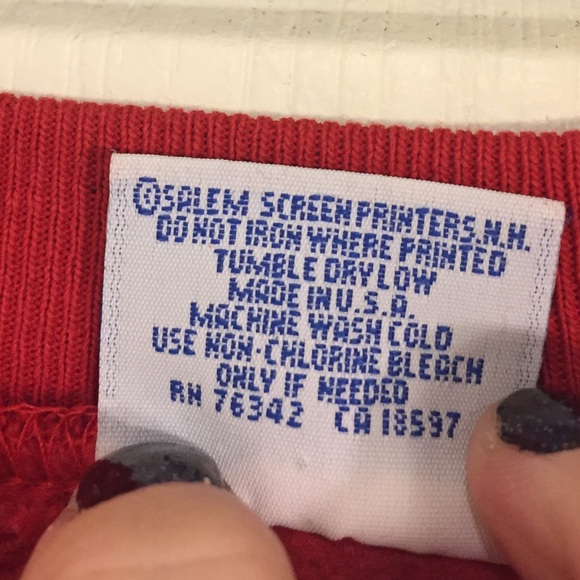 ⓘSALEM SCREEN PRINTERS, N.H.
DO NOT IRON WHERE PRINTED
TUMBLE DRY LOW
MADE IN U.S.A.
MACHINE WASH COLD
USE NON-CHLORINE BLEACH
ONLY IF NEEDED
RN 76342 CA 18597